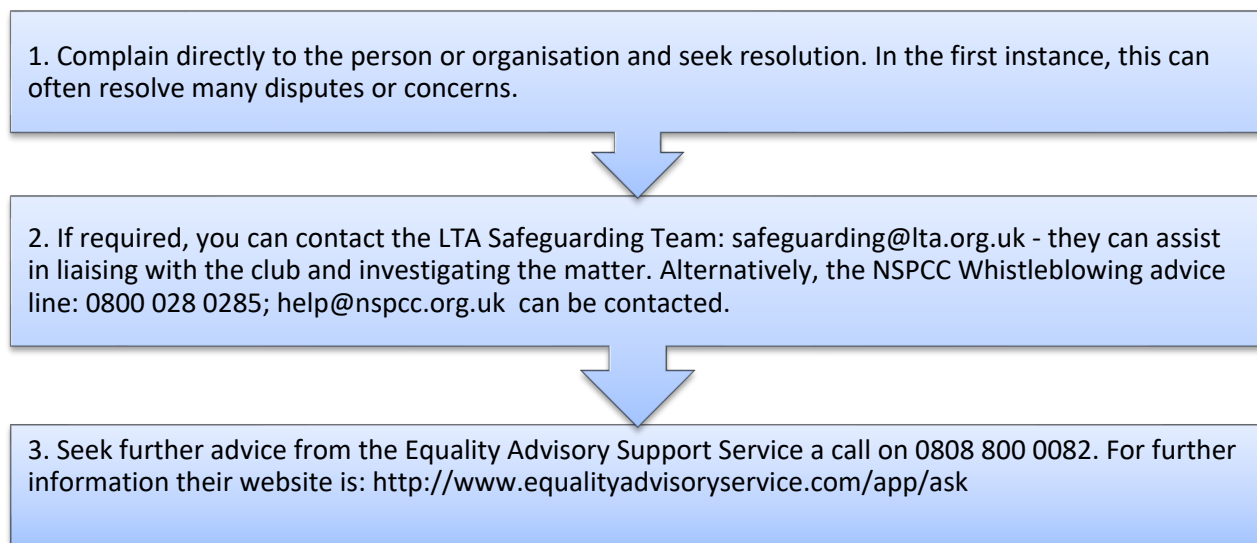 1. Complain directly to the person or organisation and seek resolution. In the first instance, this can
often resolve many disputes or concerns.
2. If required, you can contact the LTA Safeguarding Team: safeguarding@lta.org.uk - they can assist
in liaising with the club and investigating the matter. Alternatively, the NSPCC Whistleblowing advice
line: 0800 028 0285; help@nspcc.org.uk  can be contacted.
3. Seek further advice from the Equality Advisory Support Service a call on 0808 800 0082. For further
information their website is: http://www.equalityadvisoryservice.com/app/ask